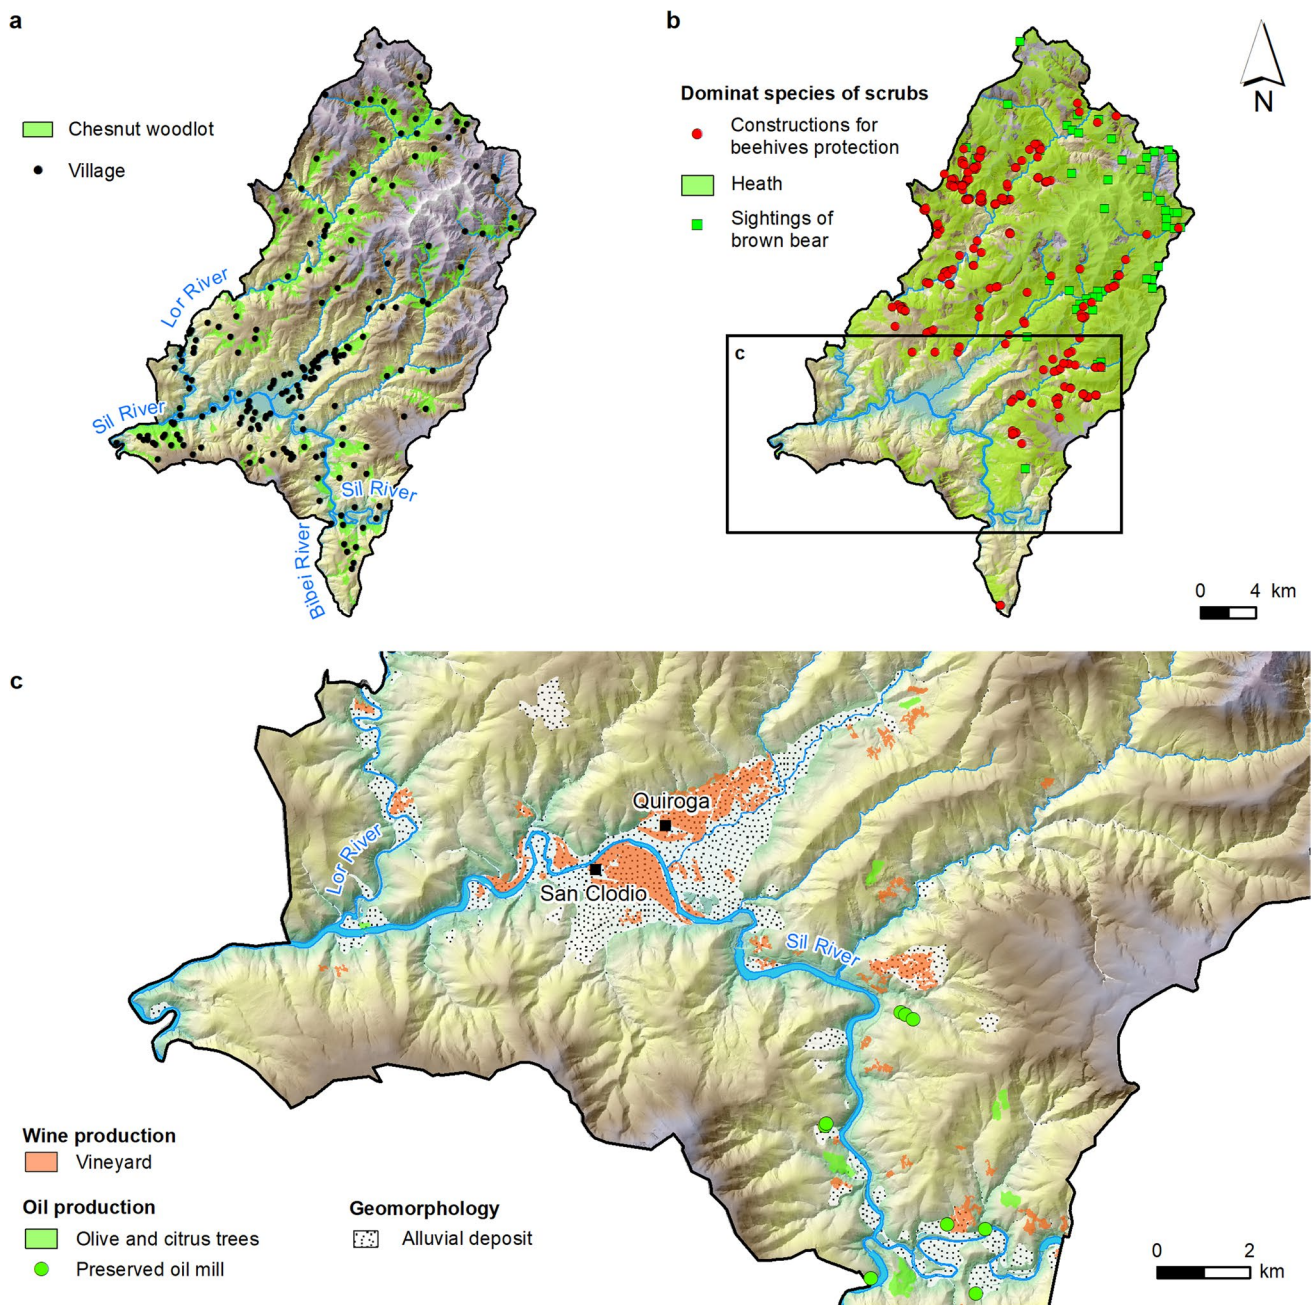 a
Chesnut woodlot
Village
Lor River
Sil River
Sil River
Bibei River
b
N
Dominat species of scrubs
Constructions for
beehives protection
Heath
Sightings of
brown bear
c
0 4 km
c
Quiroga
San Clodio
Lor River
Sil River
Wine production
Vineyard
Oil production
Olive and citrus trees
Preserved oil mill
Geomorphology
Alluvial deposit
0 2
km